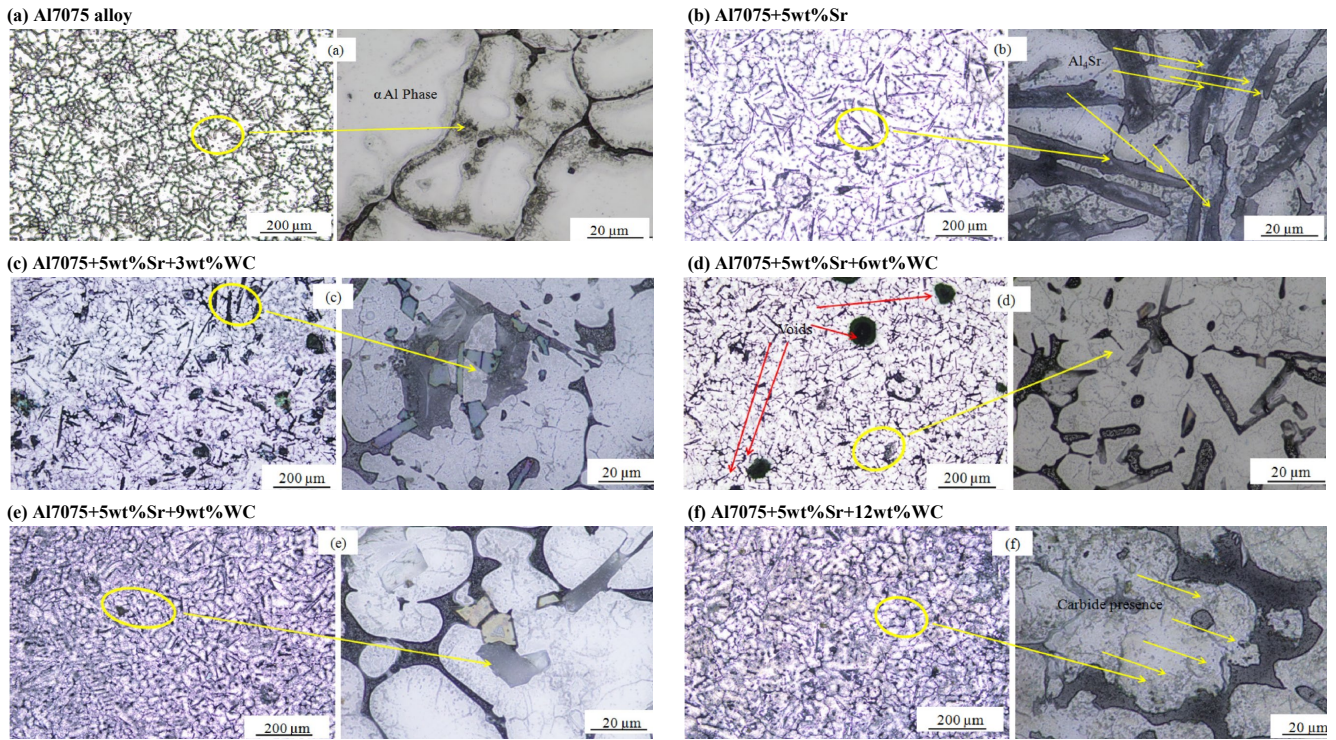 (a) Al7075 alloy
(a)
α Al Phase
200 µm
20 µm
(b) Al7075+5wt%Sr
(b)
Al₄Sr
200 µm
20 µm
(c) Al7075+5wt%Sr+3wt%WC
(c)
200 µm
20 µm
(d) Al7075+5wt%Sr+6wt%WC
(d)
Voids
200 µm
20 µm
(e) Al7075+5wt%Sr+9wt%WC
(e)
200 µm
20 µm
(f) Al7075+5wt%Sr+12wt%WC
(f)
Carbide presence
200 µm
20 µm